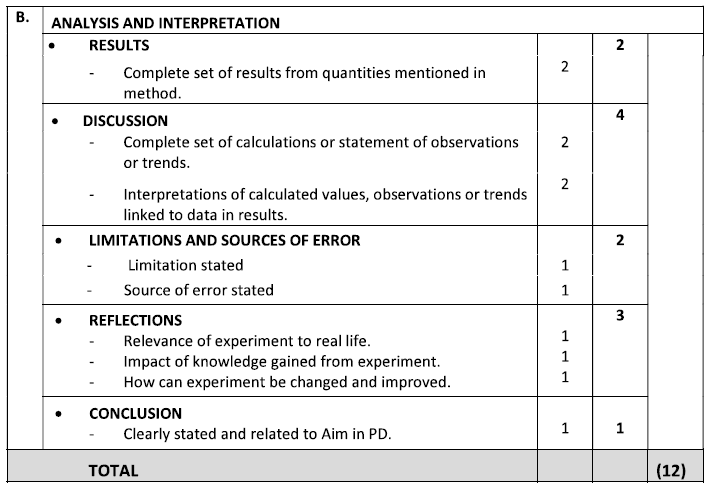 B. ANALYSIS AND INTERPRETATION
• RESULTS 2
- Complete set of results from quantities mentioned in 2
method.
• DISCUSSION 4
- Complete set of calculations or statement of observations 2
or trends.
- Interpretations of calculated values, observations or trends 2
linked to data in results.
• LIMITATIONS AND SOURCES OF ERROR 2
- Limitation stated 1
- Source of error stated 1
• REFLECTIONS 3
- Relevance of experiment to real life. 1
- Impact of knowledge gained from experiment. 1
- How can experiment be changed and improved. 1
• CONCLUSION
- Clearly stated and related to Aim in PD. 1 1
TOTAL (12)